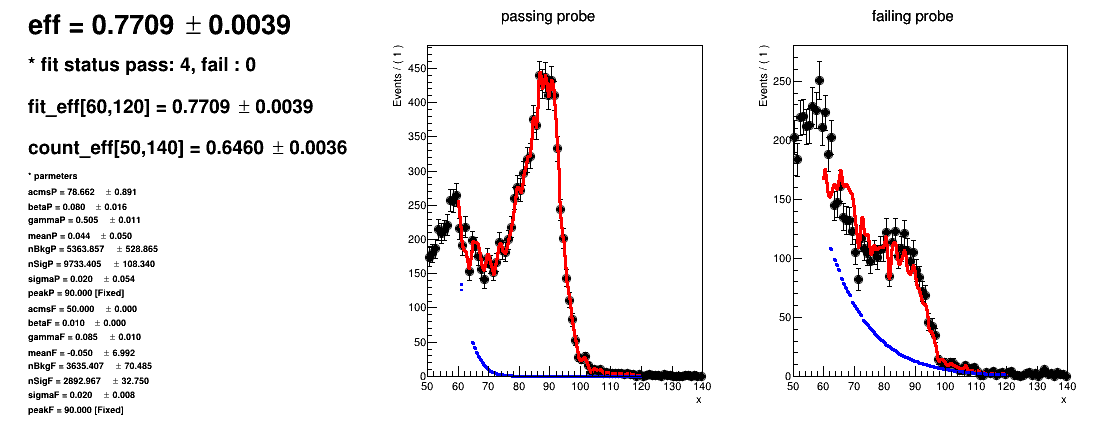 eff = 0.7709 ± 0.0039
* fit status pass: 4, fail : 0
fit_eff[60,120] = 0.7709 ± 0.0039
count_eff[50,140] = 0.6460 ± 0.0036
* parmeters
acmsP = 78.662 ± 0.891
betaP = 0.080 ± 0.016
gammaP = 0.505 ± 0.011
meanP = 0.044 ± 0.050
nBkgP = 5363.857 ± 528.865
nSigP = 9733.405 ± 108.340
sigmaP = 0.020 ± 0.054
peakP = 90.000 [Fixed]
acmsF = 50.000 ± 0.000
betaF = 0.010 ± 0.000
gammaF = 0.085 ± 0.010
meanF = -0.050 ± 6.992
nBkgF = 3635.407 ± 70.485
nSigF = 2892.967 ± 32.750
sigmaF = 0.020 ± 0.008
peakF = 90.000 [Fixed]
passing probe
Events / ( 1 )
450
400
350
300
250
200
150
100
50
0
50 60 70 80 90 100 110 120 130 140
x
failing probe
Events / ( 1 )
250
200
150
100
50
0
50 60 70 80 90 100 110 120 130 140
x